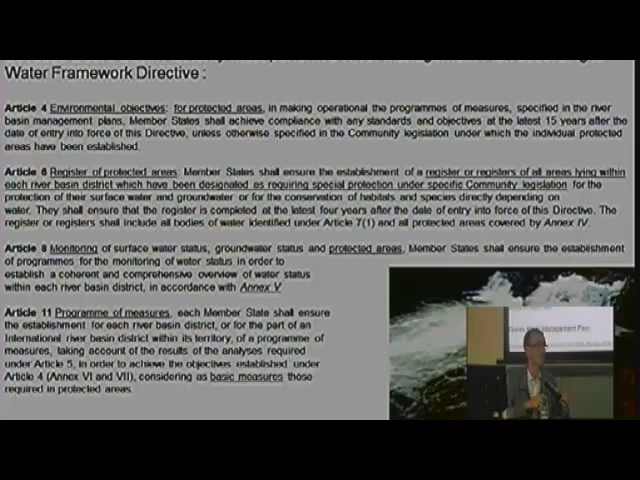 Water Framework Directive :
Article 4 Environmental objectives: for protected areas, in making operational the programmes of measures, specified in the river
basin management plans, Member States shall achieve compliance with any standards and objectives at the latest 15 years after the
date of entry into force of this Directive, unless otherwise specified in the Community legislation under which the individual protected
areas have been established.
Article 6 Register of protected areas: Member States shall ensure the establishment of a register or registers of all areas lying within
each river basin district which have been designated as requiring special protection under specific Community legislation for the
protection of their surface water and groundwater or for the conservation of habitats and species directly depending on
water. They shall ensure that the register is completed at the latest four years after the date of entry into force of this Directive. The
register or registers shall include all bodies of water identified under Article 7(1) and all protected areas covered by Annex IV.
Article 8 Monitoring of surface water status, groundwater status and protected areas, Member States shall ensure the establishment
of programmes for the monitoring of water status in order to
establish a coherent and comprehensive overview of water status
within each river basin district, in accordance with Annex V
Article 11 Programme of measures, each Member State shall ensure
the establishment for each river basin district, or for the part of an
International river basin district within its territory, of a programme of
measures, taking account of the results of the analyses required
under Article 5, in order to achieve the objectives established under
Article 4 (Annex VI and VII), considering as basic measures those
required in protected areas.
Management Plan